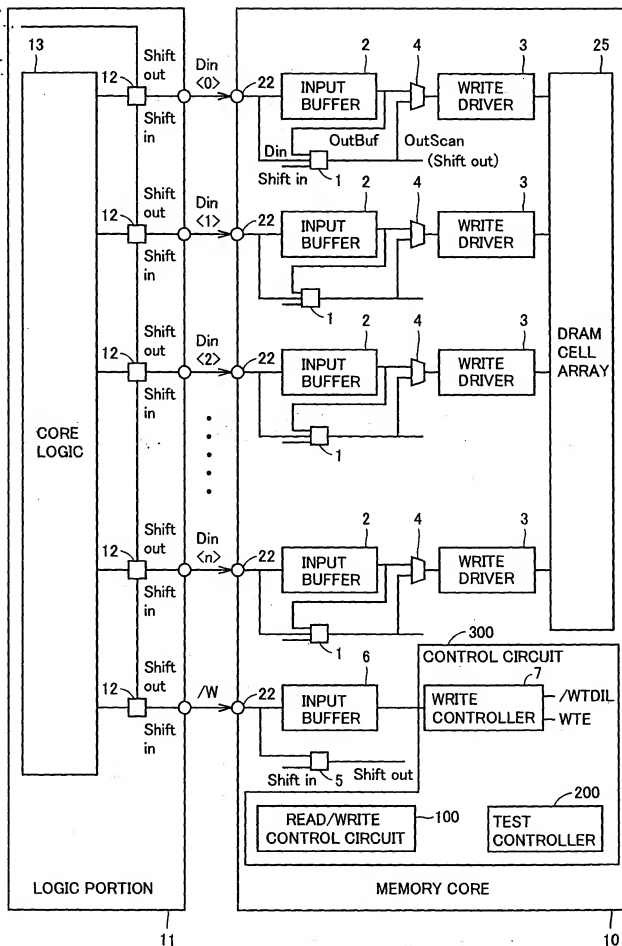 13
12
Shift out
Din <0>
22
2
4
3
25
INPUT BUFFER
WRITE DRIVER
Shift in
Din
OutBuf
OutScan
(Shift out)
Shift in
1
12
Shift out
Din <1>
22
2
4
3
INPUT BUFFER
WRITE DRIVER
Shift in
1
12
Shift out
Din <2>
22
2
4
3
INPUT BUFFER
WRITE DRIVER
DRAM CELL ARRAY
Shift in
1
CORE LOGIC
12
Shift out
Din <n>
22
2
4
3
INPUT BUFFER
WRITE DRIVER
Shift in
1
300
CONTROL CIRCUIT
12
Shift out
/W
22
6
7
INPUT BUFFER
WRITE CONTROLLER
/WTDIL
WTE
Shift in
Shift in
5
Shift out
READ/WRITE CONTROL CIRCUIT
100
200
TEST CONTROLLER
LOGIC PORTION
MEMORY CORE
11
10